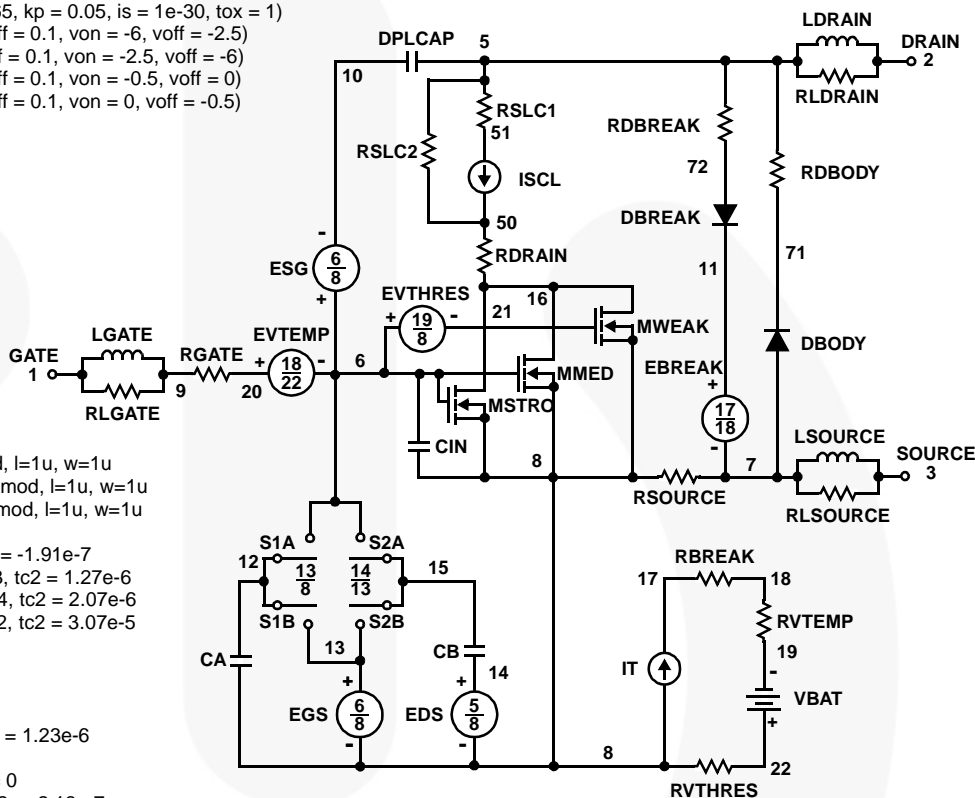 65, kp = 0.05, is = 1e-30, tox = 1)
ff = 0.1, von = -6, voff = -2.5)
f = 0.1, von = -2.5, voff = -6)
ff = 0.1, von = -0.5, voff = 0)
ff = 0.1, von = 0, voff = -0.5)
LDRAIN
DPLCAP
5
DRAIN
2
10
RLDRAIN
RSLC1
51
RDBREAK
RSLC2
72
RDBODY
ISCL
DBREAK
50
-
RDRAIN
71
ESG
6
8
11
+
EVTHRES
16
+
19
8
-
21
MWEAK
LGATE
EVTEMP
DBODY
GATE
1
RGATE
+
18
22
-
6
EBREAK
+
MMED
9
20
MSTRO
17
18
RLGATE
LSOURCE
CIN
-
SOURCE
3
8
7
d, l=1u, w=1u
mod, l=1u, w=1u
RSOURCE
mod, l=1u, w=1u
RLSOURCE
S1A
S2A
= -1.91e-7
12
13
8
14
13
15
RBREAK
3, tc2 = 1.27e-6
17
18
4, tc2 = 2.07e-6
S1B
S2B
RVTEMP
2, tc2 = 3.07e-5
13
CB
19
CA
14
IT
-
+
+
VBAT
EGS
6
8
EDS
5
8
+
= 1.23e-6
-
-
8
22
= 0
RVTHRES